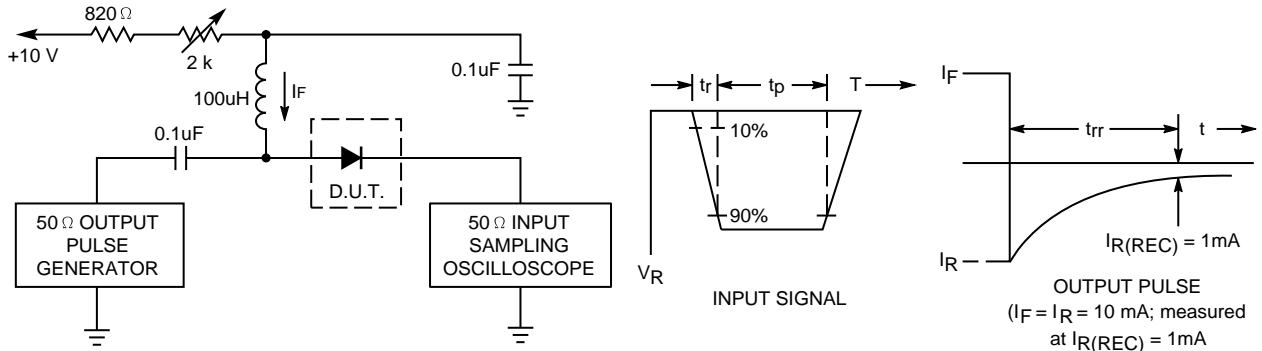 820 Ω
+10 V
2 k
100uH
IF
0.1uF
0.1uF
D.U.T.
50 Ω OUTPUT
PULSE
GENERATOR
50 Ω INPUT
SAMPLING
OSCILLOSCOPE
tr
tp
T
10%
90%
VR
INPUT SIGNAL
IF
trr
t
IR(REC) = 1mA
IR
OUTPUT PULSE
(IF = IR = 10 mA; measured
at IR(REC) = 1mA